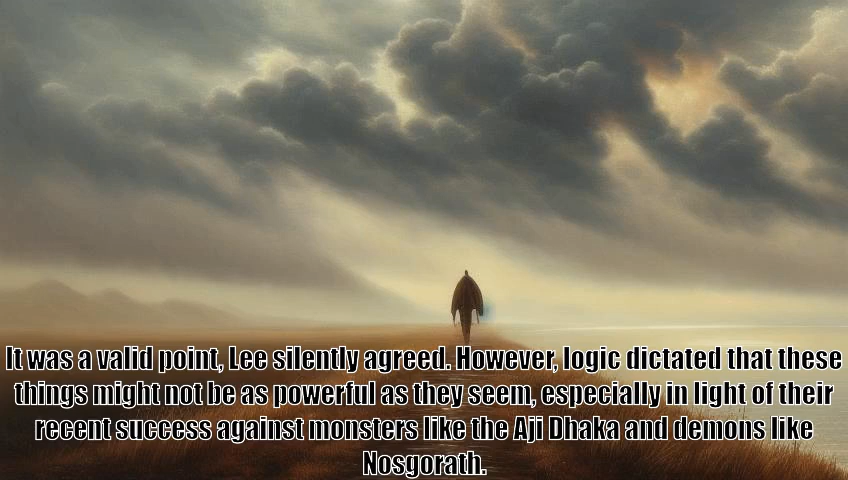 It was a valid point, Lee silently agreed. However, logic dictated that these
things might not be as powerful as they seem, especially in light of their
recent success against monsters like the Aji Dhaka and demons like
Nosgorath.